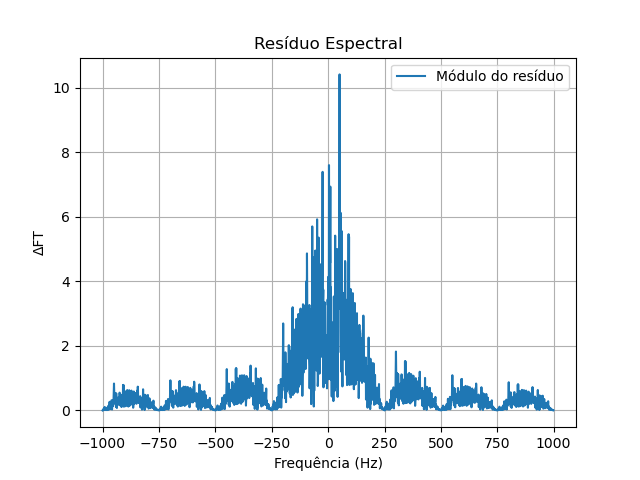 Resíduo Espectral
Módulo do resíduo
10
8
6
4
2
0
ΔFT
−1000 −750 −500 −250 0 250 500 750 1000
Frequência (Hz)